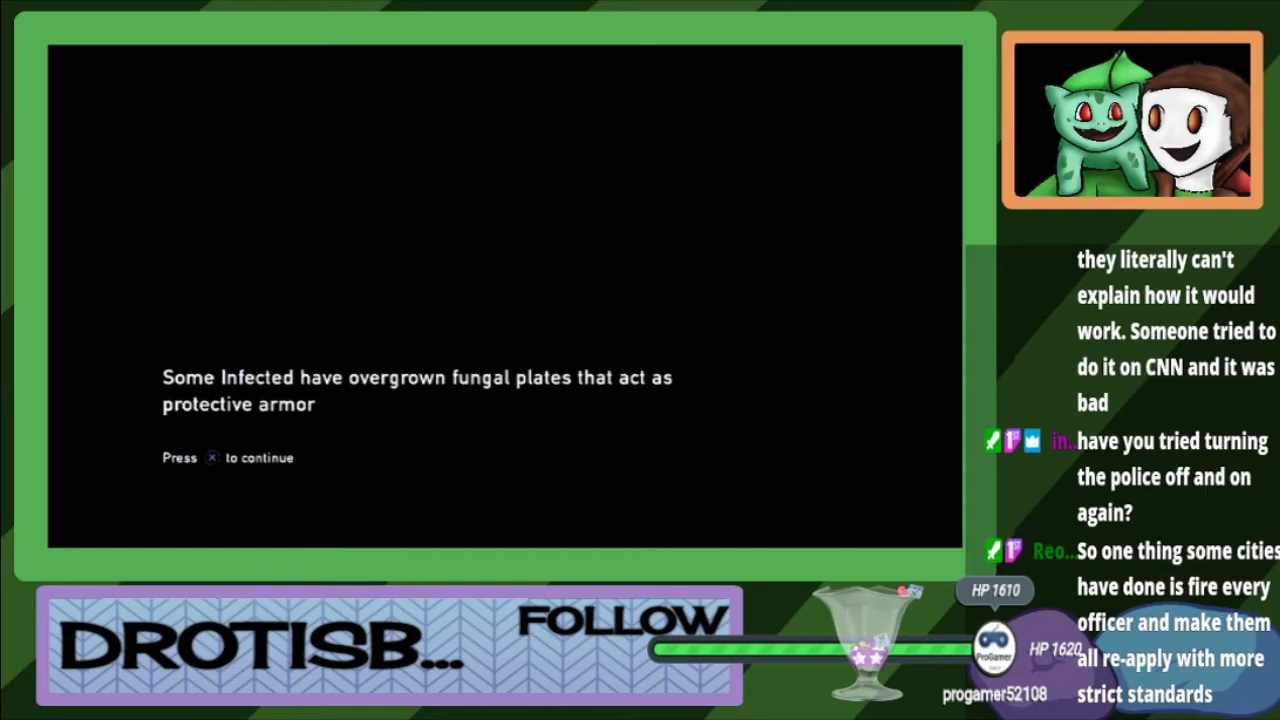 Some Infected have overgrown fungal plates that act as
protective armor
Press ⊗ to continue
they literally can't
explain how it would
work. Someone tried to
do it on CNN and it was
bad
in.. have you tried turning
the police off and on
again?
Reo... So one thing some cities
have done is fire every
officer and make them
all re-apply with more
strict standards
DROTISB...
FOLLOW
HP 1610
ProGamer
HP 1620
progamer52108